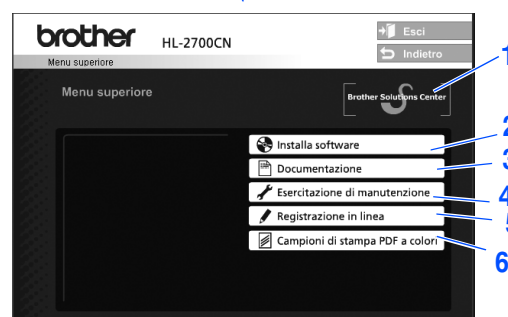 brother HL-2700CN
Esci
Indietro
Menu superiore
Menu superiore
Brother Solutions Center
1
Installa software
2
Documentazione
3
Esercitazione di manutenzione
4
Registrazione in linea
5
Campioni di stampa PDF a colori
6